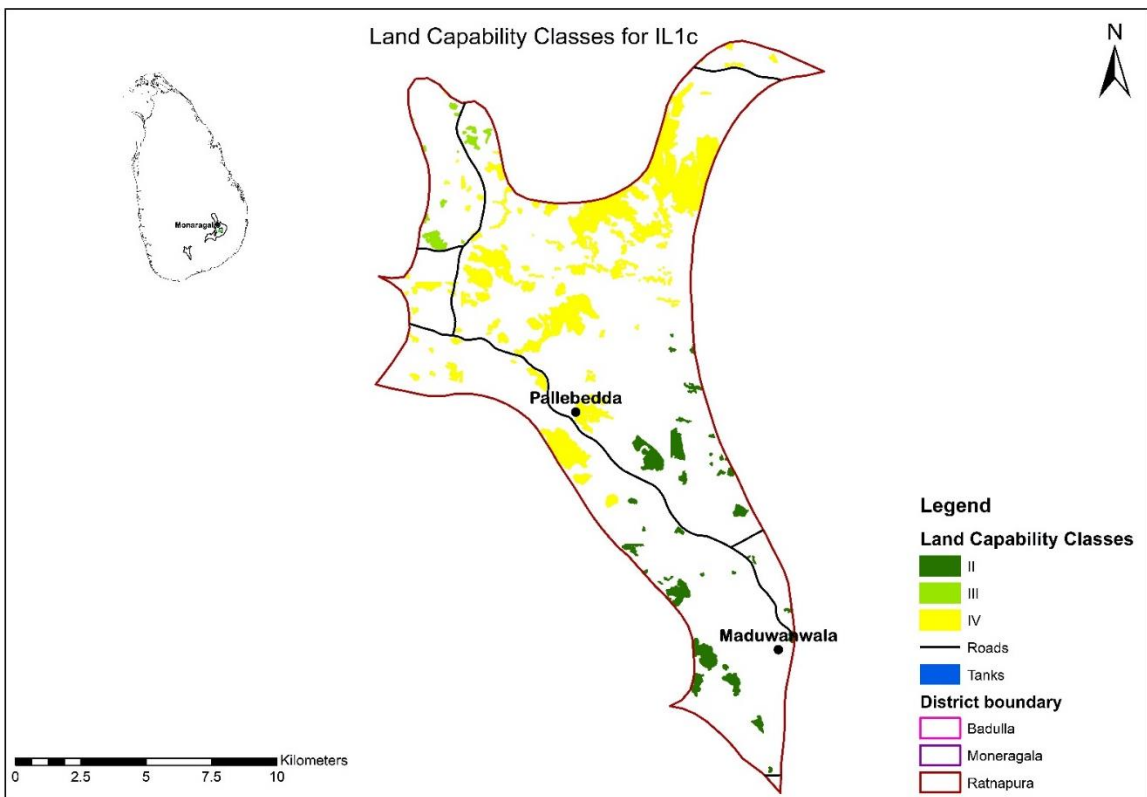 Land Capability Classes for IL1c
N
Monaragala
Pallebedda
Maduwanwala
Legend
Land Capability Classes
II
III
IV
Roads
Tanks
District boundary
Badulla
Moneragala
Ratnapura
Kilometers
0 2.5 5 7.5 10